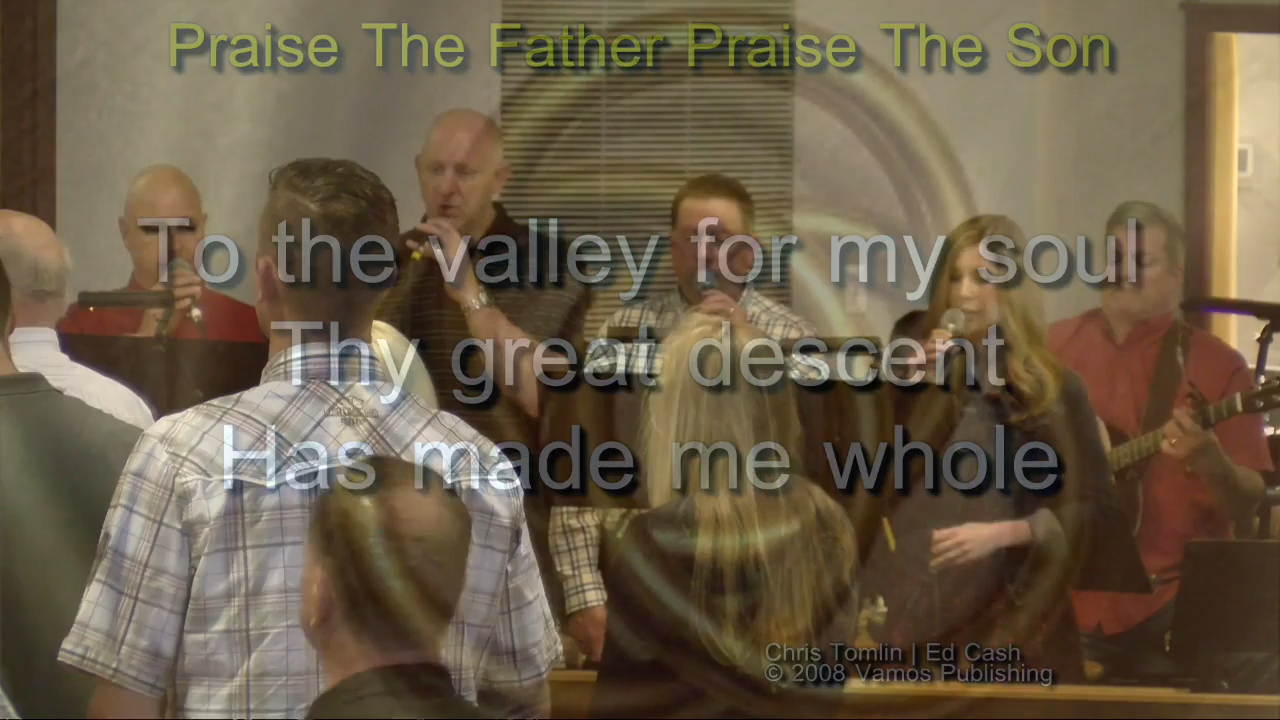 Praise The Father Praise The Son
To the valley for my soul
Thy great descent
Has made me whole
Chris Tomlin | Ed Cash
© 2008 Vamos Publishing